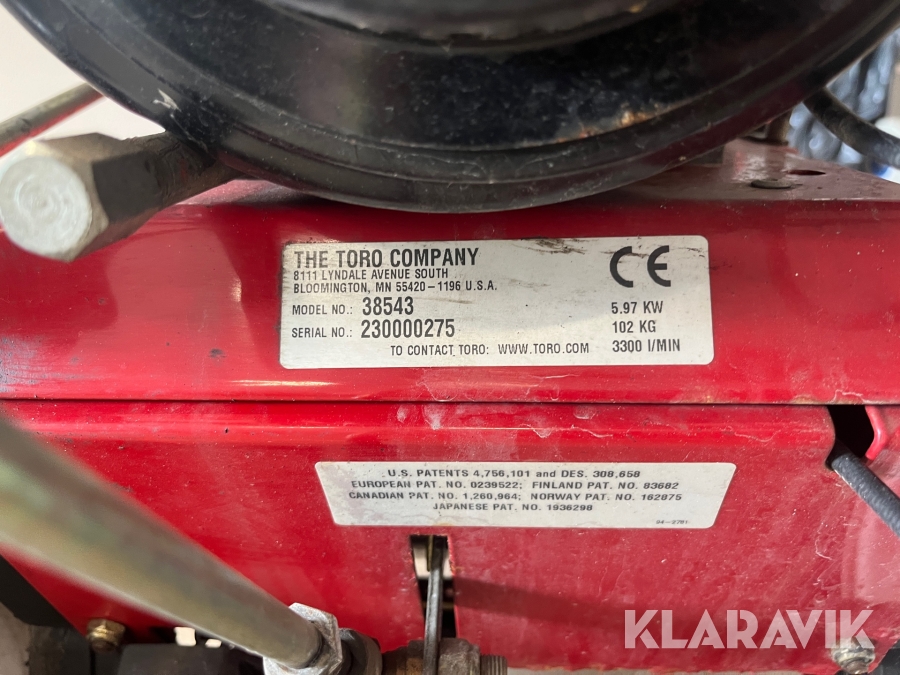 THE TORO COMPANY
8111 LYNDALE AVENUE SOUTH
BLOOMINGTON, MN 55420-1196 U.S.A.
MODEL NO.: 38543
SERIAL NO.: 230000275
TO CONTACT TORO: WWW.TORO.COM
CE
5.97 KW
102 KG
3300 I/MIN
U.S. PATENTS 4,756,101 and DES. 308,658
EUROPEAN PAT. NO. 0239522; FINLAND PAT. NO. 83682
CANADIAN PAT. NO. 1,260,964; NORWAY PAT. NO. 162875
JAPANESE PAT. NO. 1936298
KLARAVIK